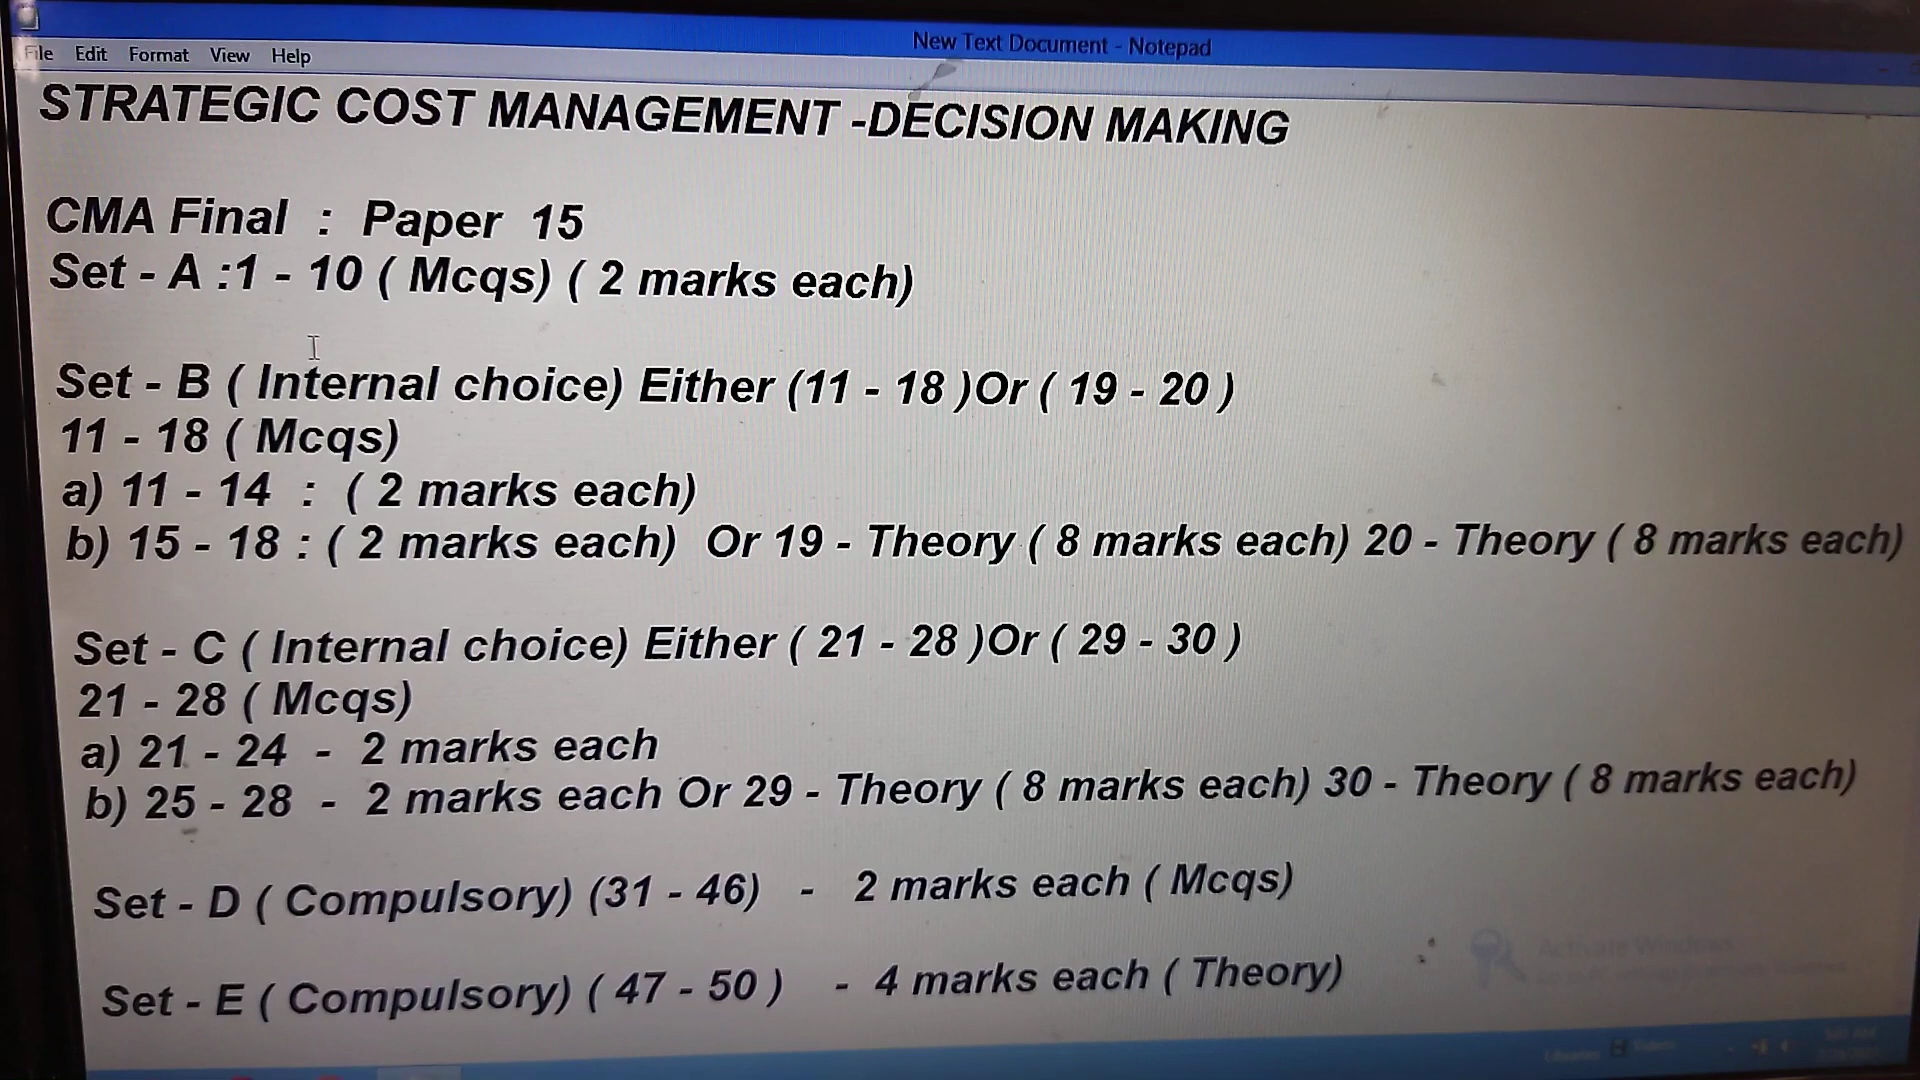 New Text Document - Notepad
File Edit Format View Help
STRATEGIC COST MANAGEMENT -DECISION MAKING
CMA Final : Paper 15
Set - A :1 - 10 ( Mcqs) ( 2 marks each)
Set - B ( Internal choice) Either (11 - 18 )Or ( 19 - 20 )
11 - 18 ( Mcqs)
a) 11 - 14 : ( 2 marks each)
b) 15 - 18 : ( 2 marks each) Or 19 - Theory ( 8 marks each) 20 - Theory ( 8 marks each)
Set - C ( Internal choice) Either ( 21 - 28 )Or ( 29 - 30 )
21 - 28 ( Mcqs)
a) 21 - 24 - 2 marks each
b) 25 - 28 - 2 marks each Or 29 - Theory ( 8 marks each) 30 - Theory ( 8 marks each)
Set - D ( Compulsory) (31 - 46) - 2 marks each ( Mcqs)
Set - E ( Compulsory) ( 47 - 50 ) - 4 marks each ( Theory)
Activate Windows
Libraries